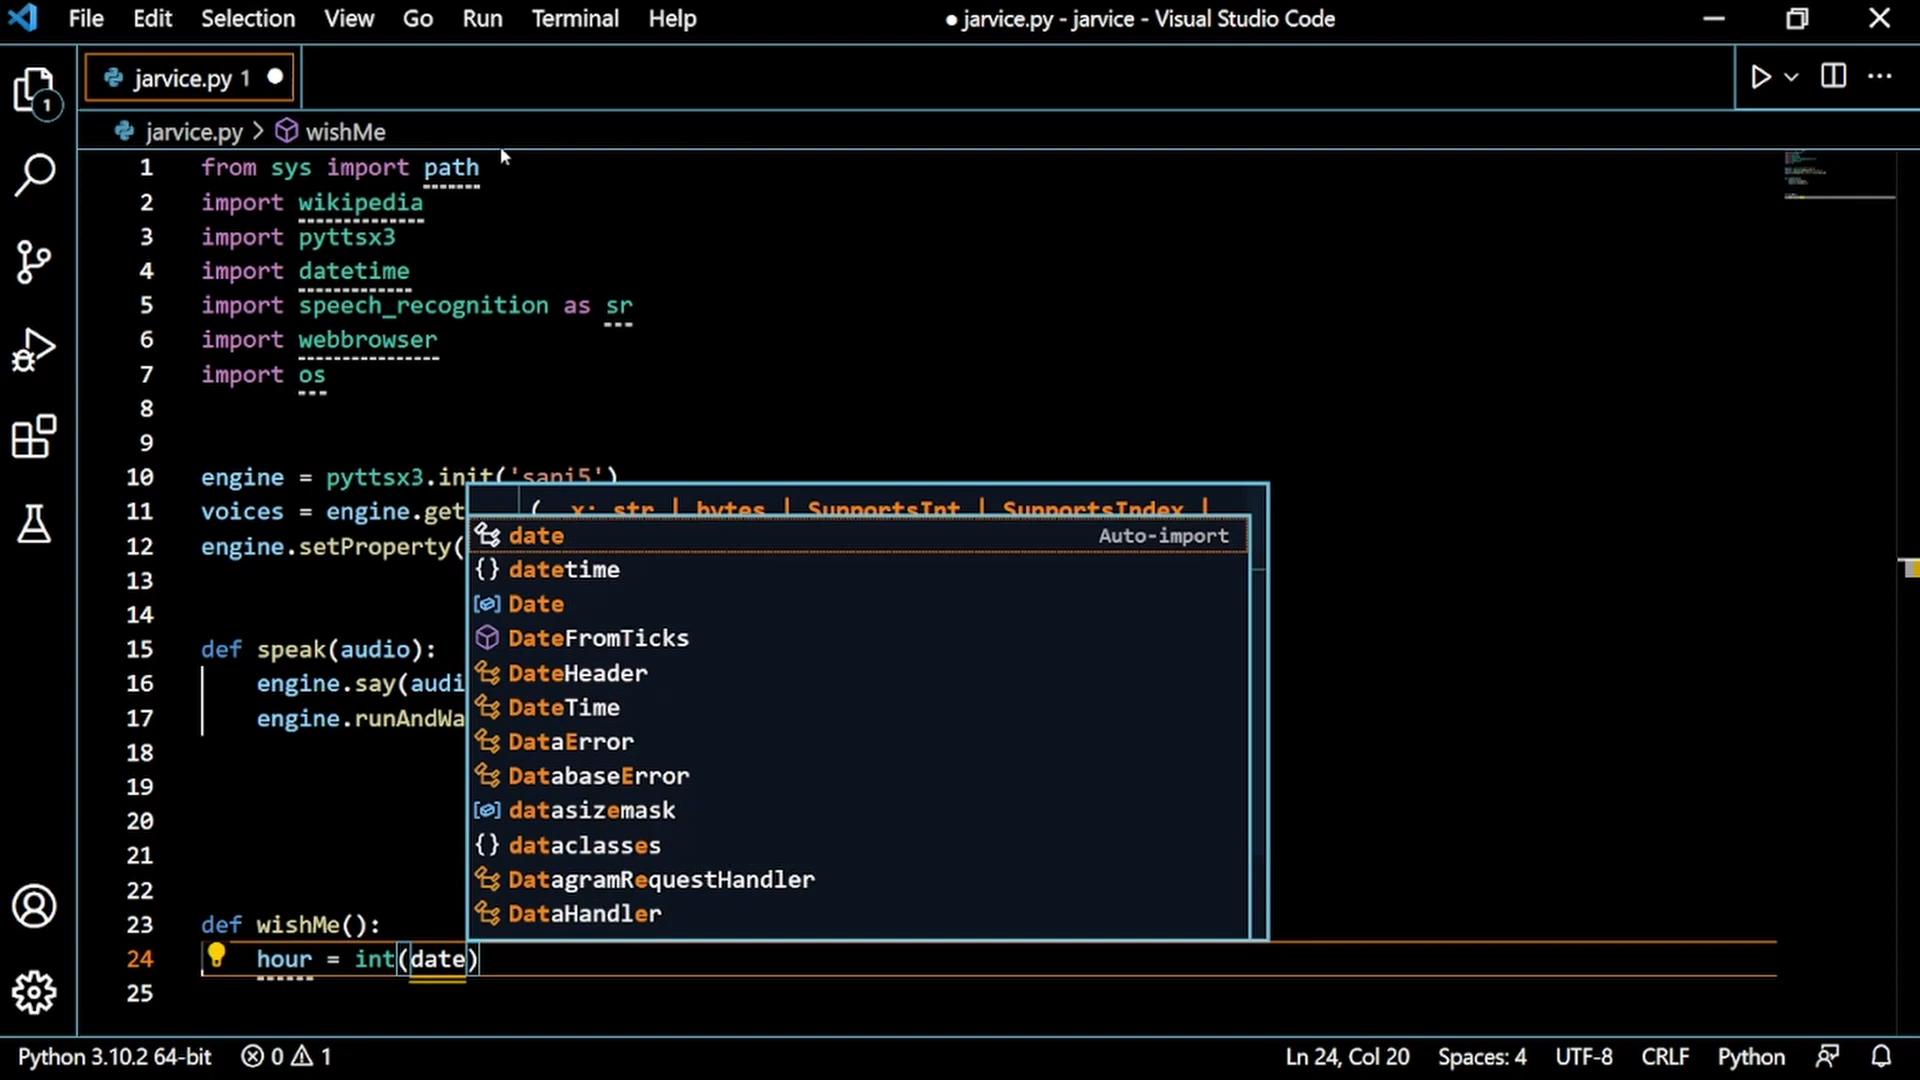 File Edit Selection View Go Run Terminal Help
● jarvice.py - jarvice - Visual Studio Code
jarvice.py 1
1
jarvice.py > wishMe
1 from sys import path
2 import wikipedia
3 import pyttsx3
4 import datetime
5 import speech_recognition as sr
6 import webbrowser
7 import os
8
9
10 engine = pyttsx3.init('sapi5')
11 voices = engine.get
(x: str | bytes | SupportsInt | SupportsIndex |
12 engine.setProperty(
date Auto-import
datetime
Date
DateFromTicks
DateHeader
DateTime
DataError
DatabaseError
datasizemask
dataclasses
DatagramRequestHandler
DataHandler
13
14
15 def speak(audio):
16 engine.say(audi
17 engine.runAndWa
18
19
20
21
22
23 def wishMe():
24 hour = int(date)
25
Python 3.10.2 64-bit 0 1
Ln 24, Col 20 Spaces: 4 UTF-8 CRLF Python